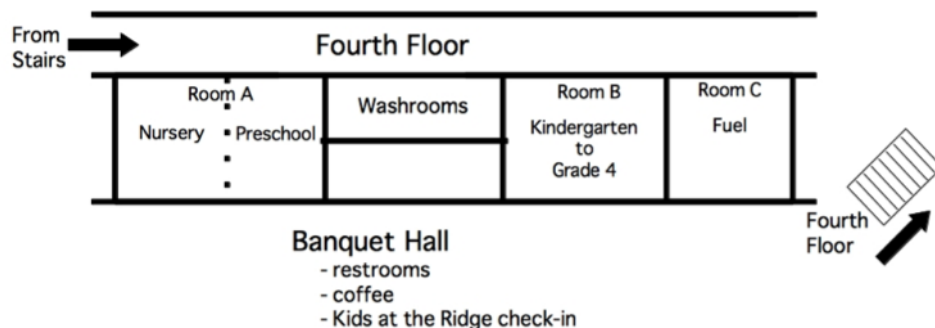 From
Stairs
Fourth Floor
Room A
Nursery
Preschool
Washrooms
Room B
Kindergarten
to
Grade 4
Room C
Fuel
Fourth
Floor
Banquet Hall
- restrooms
- coffee
- Kids at the Ridge check-in